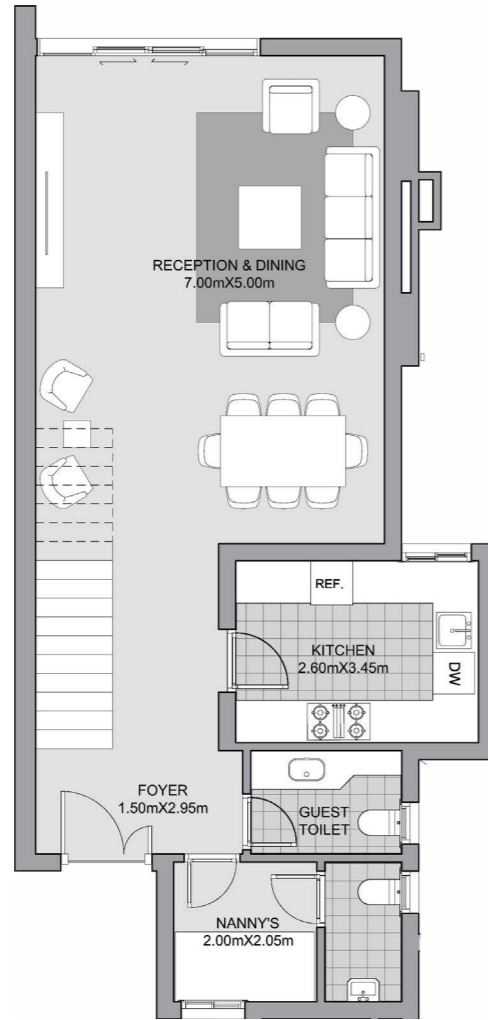 RECEPTION & DINING
7.00mX5.00m
REF.
KITCHEN
2.60mX3.45m
DW
FOYER
1.50mX2.95m
GUEST
TOILET
NANNY'S
2.00mX2.05m